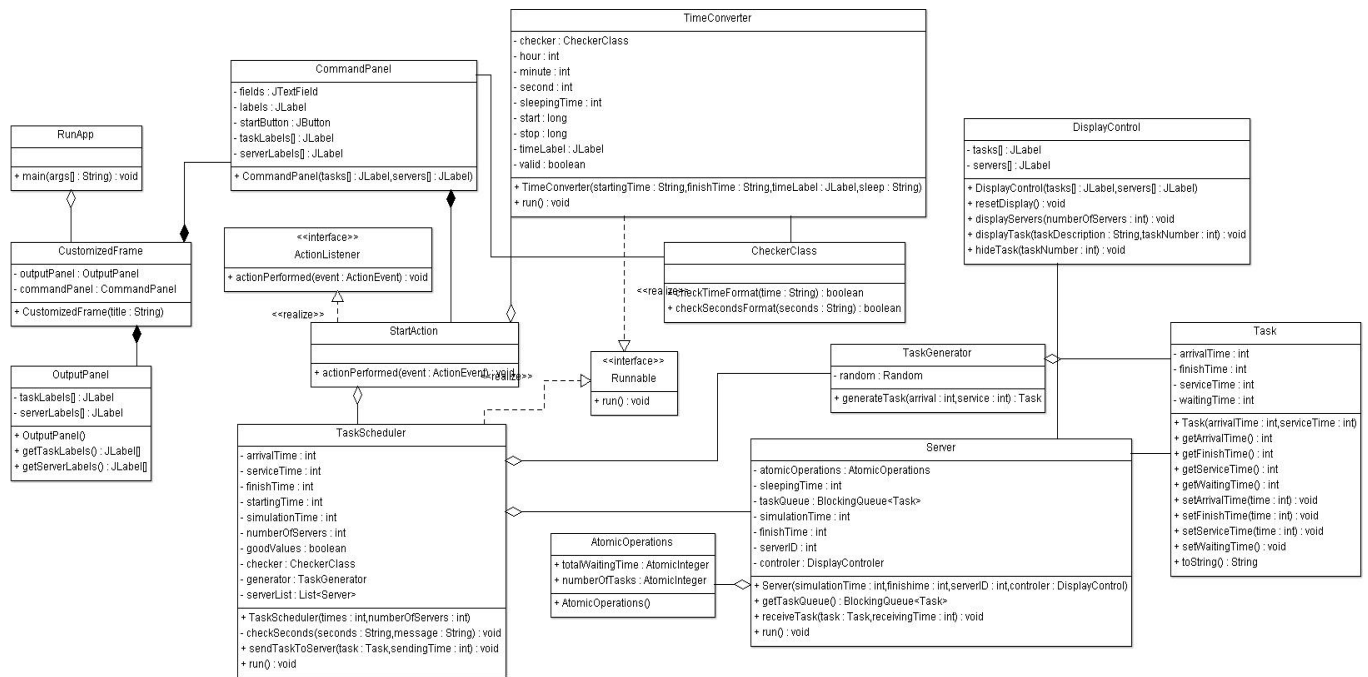 TimeConverter
- checker : CheckerClass
- hour : int
- minute : int
- second : int
- sleepingTime : int
- start : long
- stop : long
- timeLabel : JLabel
- valid : boolean
+ TimeConverter(startingTime : String,finishTime : String,timeLabel : JLabel,sleep : String)
+ run() : void
CommandPanel
- fields : JTextField
- labels : JLabel
- startButton : JButton
- taskLabels[] : JLabel
- serverLabels[] : JLabel
+ CommandPanel(tasks[] : JLabel,servers[] : JLabel)
RunApp
+ main(args[] : String) : void
DisplayControl
- tasks[] : JLabel
- servers[] : JLabel
+ DisplayControl(tasks[] : JLabel,servers[] : JLabel)
+ resetDisplay() : void
+ displayServers(numberOfServers : int) : void
+ displayTask(taskDescription : String,taskNumber : int) : void
+ hideTask(taskNumber : int) : void
CustomizedFrame
- outputPanel : OutputPanel
- commandPanel : CommandPanel
+ CustomizedFrame(title : String)
<<interface>>
ActionListener
+ actionPerformed(event : ActionEvent) : void
<<realize>>
CheckerClass
+ checkTimeFormat(time : String) : boolean
+ checkSecondsFormat(seconds : String) : boolean
<<realize>>
StartAction
+ actionPerformed(event : ActionEvent) : void
<<realize>>
<<interface>>
Runnable
+ run() : void
OutputPanel
- taskLabels[] : JLabel
- serverLabels[] : JLabel
+ OutputPanel()
+ getTaskLabels() : JLabel[]
+ getServerLabels() : JLabel[]
TaskGenerator
- random : Random
+ generateTask(arrival : int,service : int) : Task
Task
- arrivalTime : int
- finishTime : int
- serviceTime : int
- waitingTime : int
+ Task(arrivalTime : int,serviceTime : int)
+ getArrivalTime() : int
+ getFinishTime() : int
+ getServiceTime() : int
+ getWaitingTime() : int
+ setArrivalTime(time : int) : void
+ setFinishTime(time : int) : void
+ setServiceTime(time : int) : void
+ setWaitingTime() : void
+ toString() : String
TaskScheduler
- arrivalTime : int
- serviceTime : int
- finishTime : int
- startingTime : int
- simulationTime : int
- numberOfServers : int
- goodValues : boolean
- checker : CheckerClass
- generator : TaskGenerator
- serverList : List<Server>
+ TaskScheduler(times : int,numberOfServers : int)
- checkSeconds(seconds : String,message : String) : void
+ sendTaskToServer(task : Task,sendingTime : int) : void
+ run() : void
Server
- atomicOperations : AtomicOperations
- sleepingTime : int
- taskQueue : BlockingQueue<Task>
- simulationTime : int
- finishTime : int
- serverID : int
- controler : DisplayControler
+ Server(simulationTime : int,finishime : int,serverID : int,controler : DisplayControl)
+ getTaskQueue() : BlockingQueue<Task>
+ receiveTask(task : Task,receivingTime : int) : void
+ run() : void
AtomicOperations
+ totalWaitingTime : AtomicInteger
+ numberOfTasks : AtomicInteger
+ AtomicOperations()